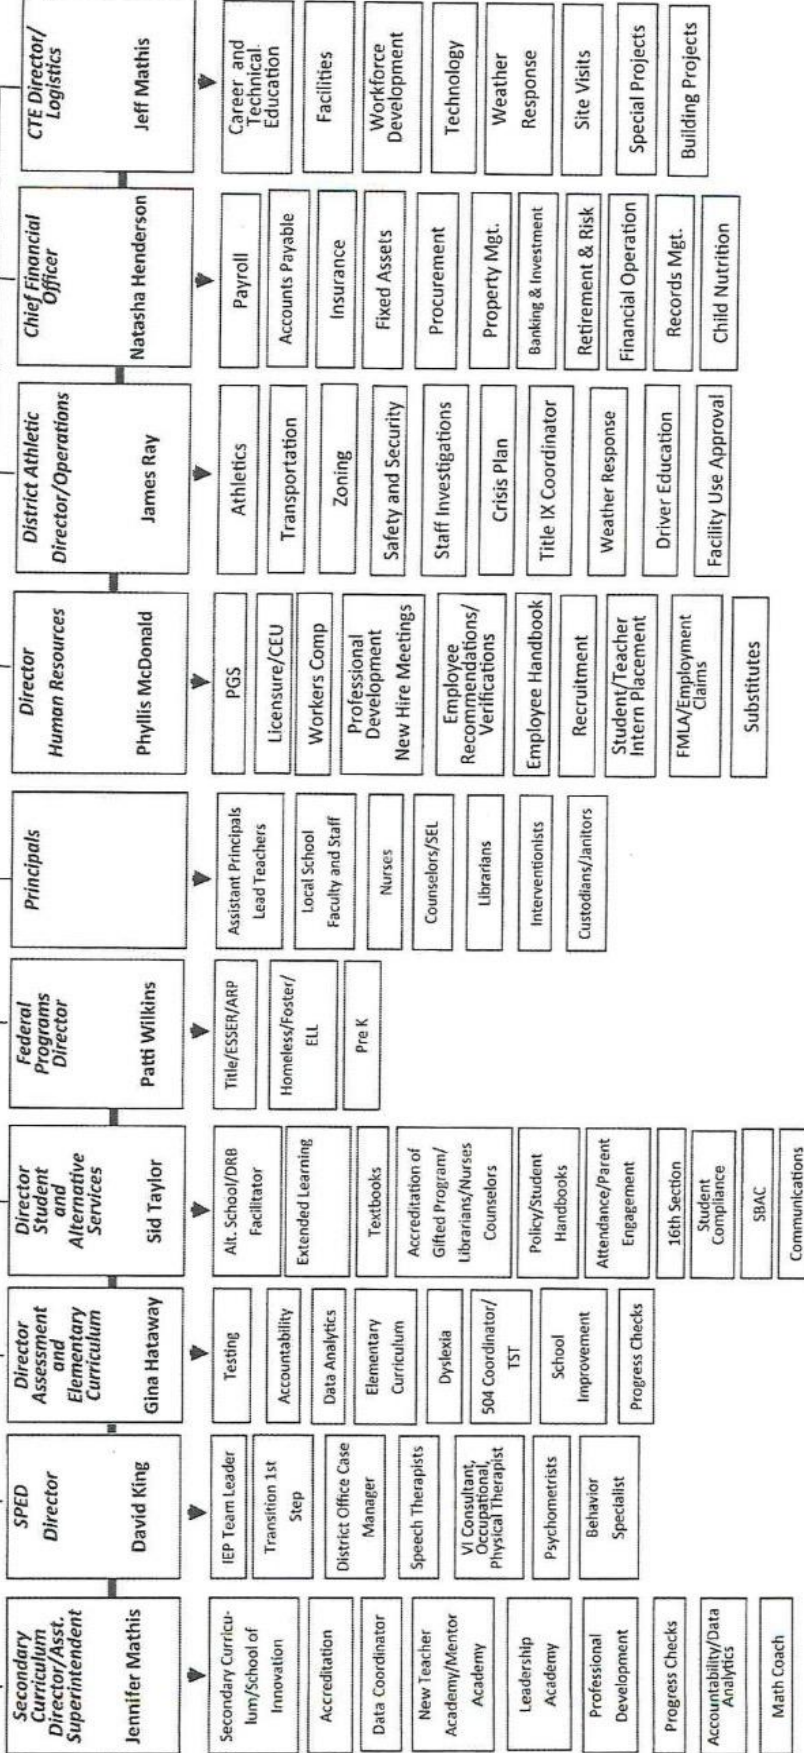 Secondary
Curriculum
Director/Asst.
Superintendent
Jennifer Mathis
Secondary Curricu-
lum/School of
Innovation
Accreditation
Data Coordinator
New Teacher
Academy/Mentor
Academy
Leadership
Academy
Professional
Development
Progress Checks
Accountability/Data
Analytics
Math Coach
SPED
Director
David King
IEP Team Leader
Transition 1st
Step
District Office Case
Manager
Speech Therapists
VI Consultant,
Occupational,
Physical Therapist
Psychometrists
Behavior
Specialist
Director
Assessment
and
Elementary
Curriculum
Gina Hataway
Testing
Accountability
Data Analytics
Elementary
Curriculum
Dyslexia
504 Coordinator/
TST
School
Improvement
Progress Checks
Director
Student
and
Alternative
Services
Sid Taylor
Alt. School/DRB
Facilitator
Extended Learning
Textbooks
Accreditation of
Gifted Program/
Librarians/Nurses
Counselors
Policy/Student
Handbooks
Attendance/Parent
Engagement
16th Section
Student
Compliance
SBAC
Communications
Federal
Programs
Director
Patti Wilkins
Title/ESSER/ARP
Homeless/Foster/
ELL
Pre K
Principals
Assistant Principals
Lead Teachers
Local School
Faculty and Staff
Nurses
Counselors/SEL
Librarians
Interventionists
Custodians/Janitors
Director
Human Resources
Phyllis McDonald
PGS
Licensure/CEU
Workers Comp
Professional
Development
New Hire Meetings
Employee
Recommendations/
Verifications
Employee Handbook
Recruitment
Student/Teacher
Intern Placement
FMLA/Employment
Claims
Substitutes
District Athletic
Director/Operations
James Ray
Athletics
Transportation
Zoning
Safety and Security
Staff Investigations
Crisis Plan
Title IX Coordinator
Weather Response
Driver Education
Facility Use Approval
Chief Financial
Officer
Natasha Henderson
Payroll
Accounts Payable
Insurance
Fixed Assets
Procurement
Property Mgt.
Banking & Investment
Retirement & Risk
Financial Operation
Records Mgt.
Child Nutrition
CTE Director/
Logistics
Jeff Mathis
Career and
Technical
Education
Facilities
Workforce
Development
Technology
Weather
Response
Site Visits
Special Projects
Building Projects